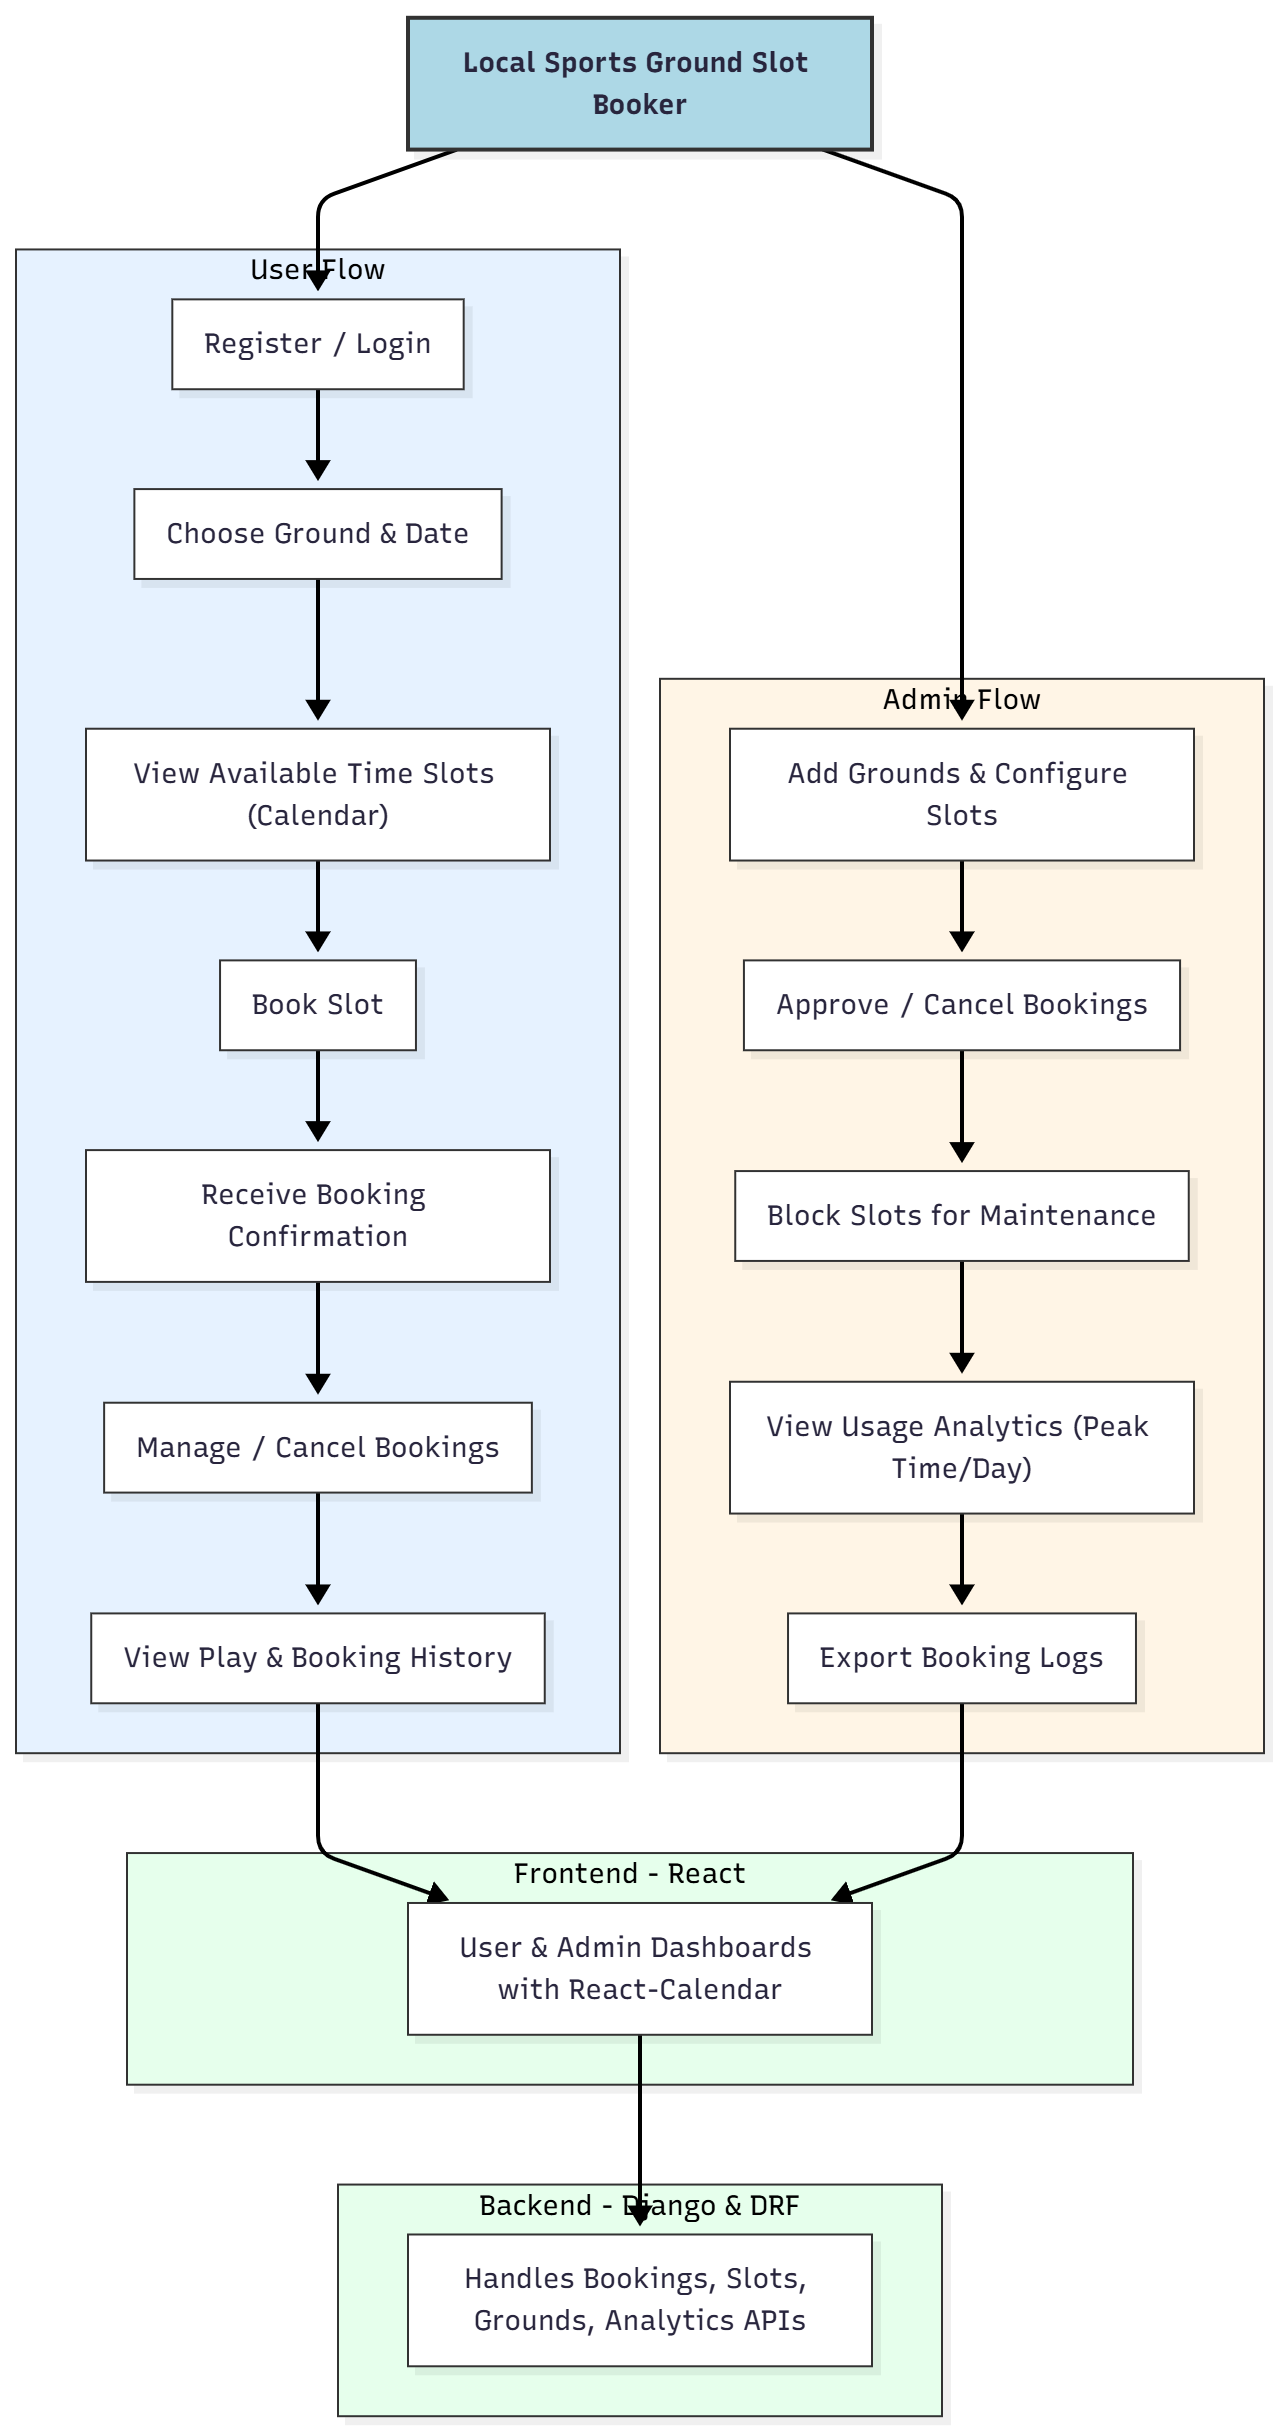 Local Sports Ground Slot
Booker
User Flow
Register / Login
Choose Ground & Date
View Available Time Slots
(Calendar)
Book Slot
Receive Booking
Confirmation
Manage / Cancel Bookings
View Play & Booking History
Admin Flow
Add Grounds & Configure
Slots
Approve / Cancel Bookings
Block Slots for Maintenance
View Usage Analytics (Peak
Time/Day)
Export Booking Logs
Frontend - React
User & Admin Dashboards
with React-Calendar
Backend - Django & DRF
Handles Bookings, Slots,
Grounds, Analytics APIs